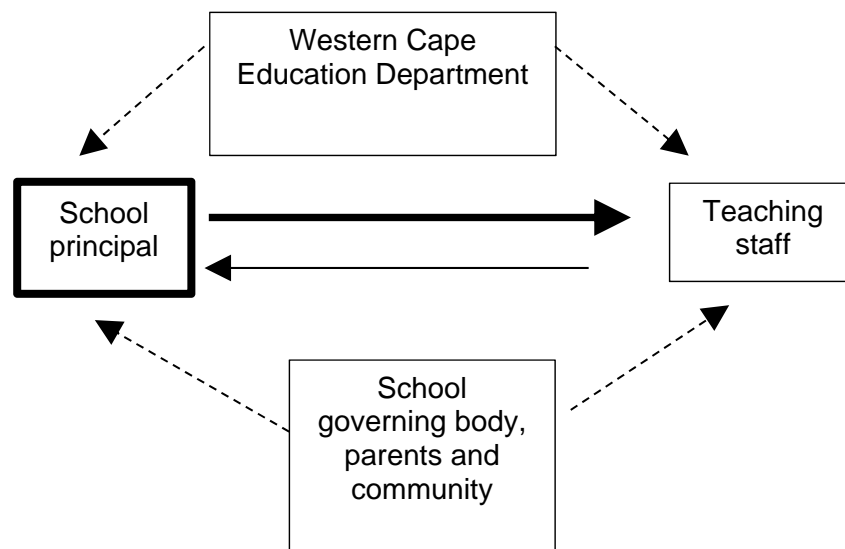 Western Cape
Education Department
School
principal
Teaching
staff
School
governing body,
parents and
community